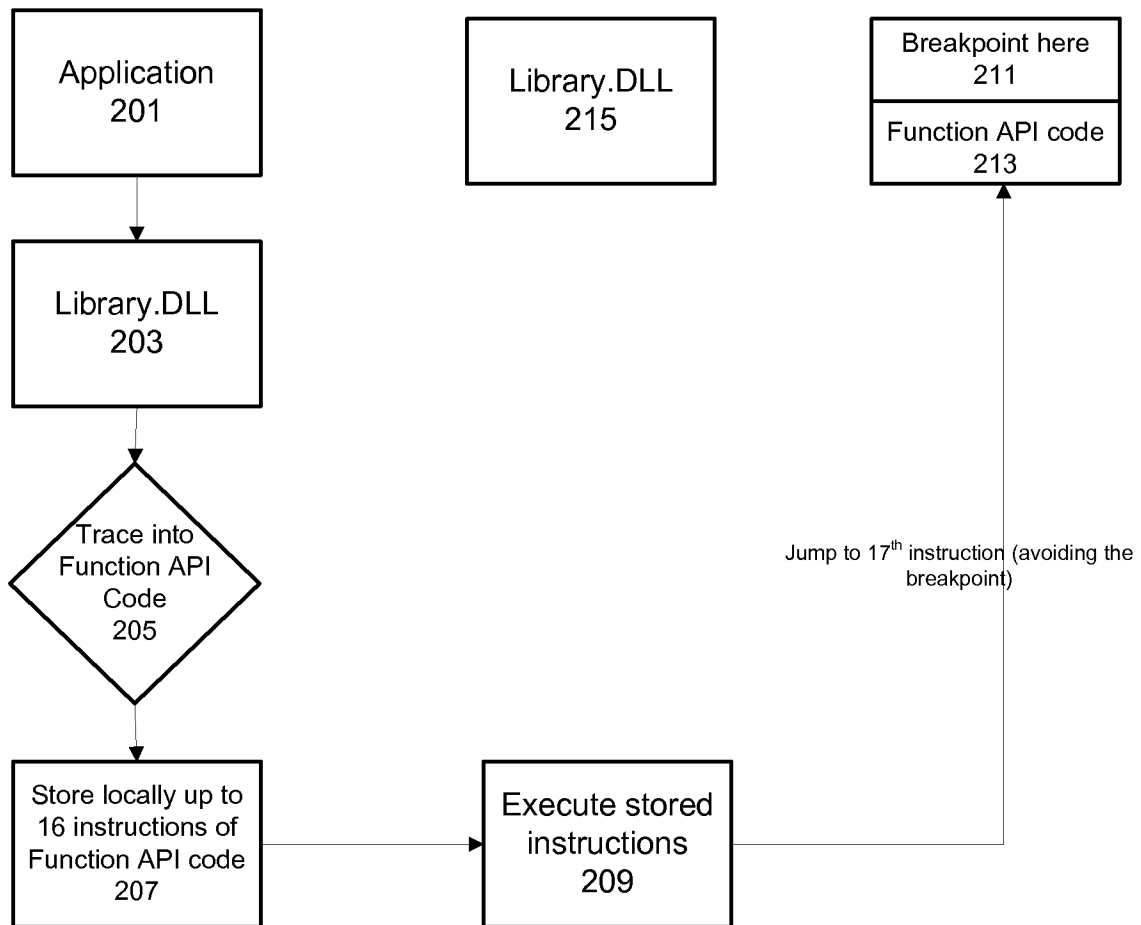 Application
201
Library.DLL
215
Breakpoint here
211
Function API code
213
Library.DLL
203
Trace into
Function API
Code
205
Jump to 17th instruction (avoiding the
breakpoint)
Store locally up to
16 instructions of
Function API code
207
Execute stored
instructions
209